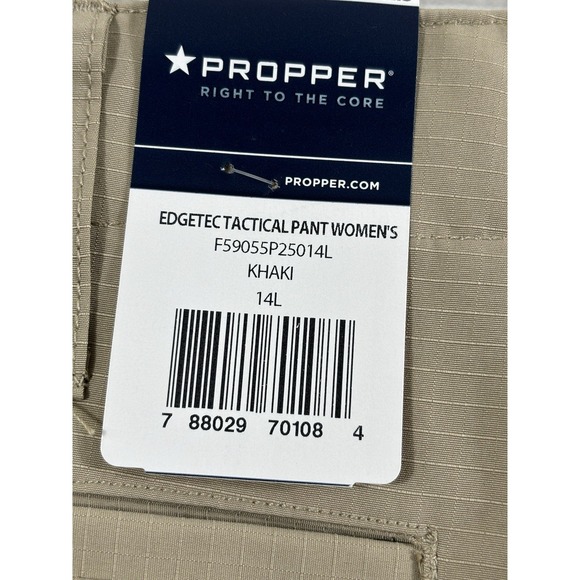 PROPPER®
RIGHT TO THE CORE
PROPPER.COM
EDGETEC TACTICAL PANT WOMEN'S
F59055P25014L
KHAKI
14L
7 88029 70108 4